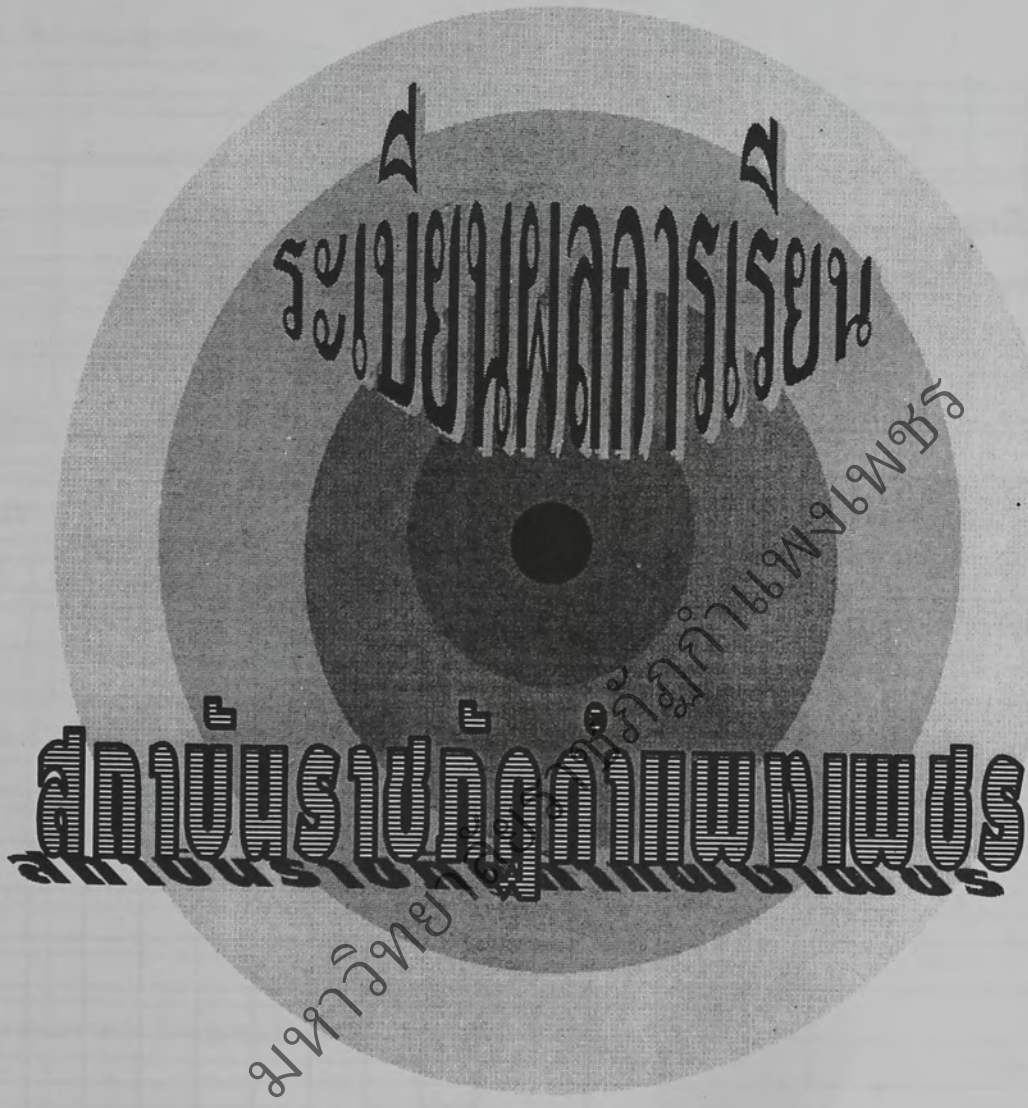 ระเบียนผลการเรียน
สถาบันราชภัฏกำแพงเพชร
มหาวิทยาลัยราชภัฏกำแพงเพชร